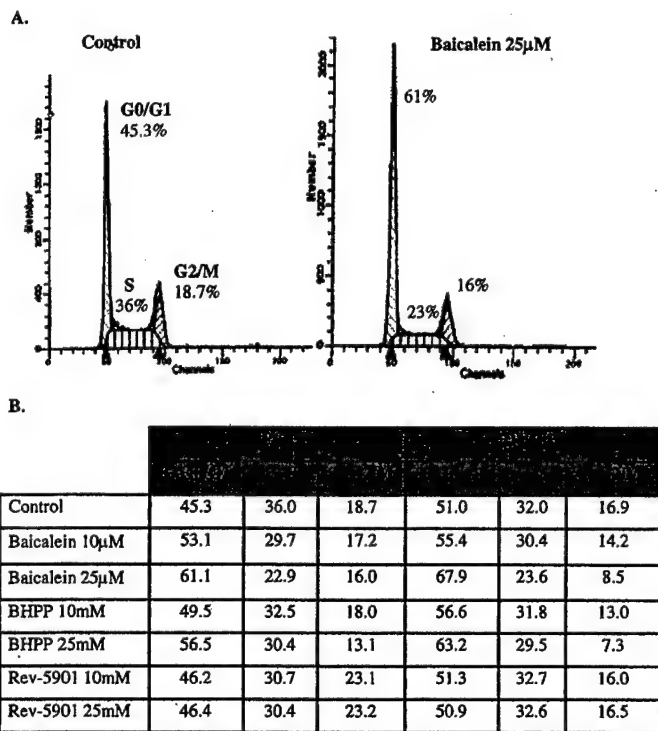 A.
Control
Baicalein 25μM
G0/G1
45.3%
S
36%
G2/M
18.7%
Number
Channels
61%
23%
16%
Number
Channels
B.
Control 45.3 36.0 18.7 51.0 32.0 16.9
Baicalein 10μM 53.1 29.7 17.2 55.4 30.4 14.2
Baicalein 25μM 61.1 22.9 16.0 67.9 23.6 8.5
BHPP 10mM 49.5 32.5 18.0 56.6 31.8 13.0
BHPP 25mM 56.5 30.4 13.1 63.2 29.5 7.3
Rev-5901 10mM 46.2 30.7 23.1 51.3 32.7 16.0
Rev-5901 25mM 46.4 30.4 23.2 50.9 32.6 16.5